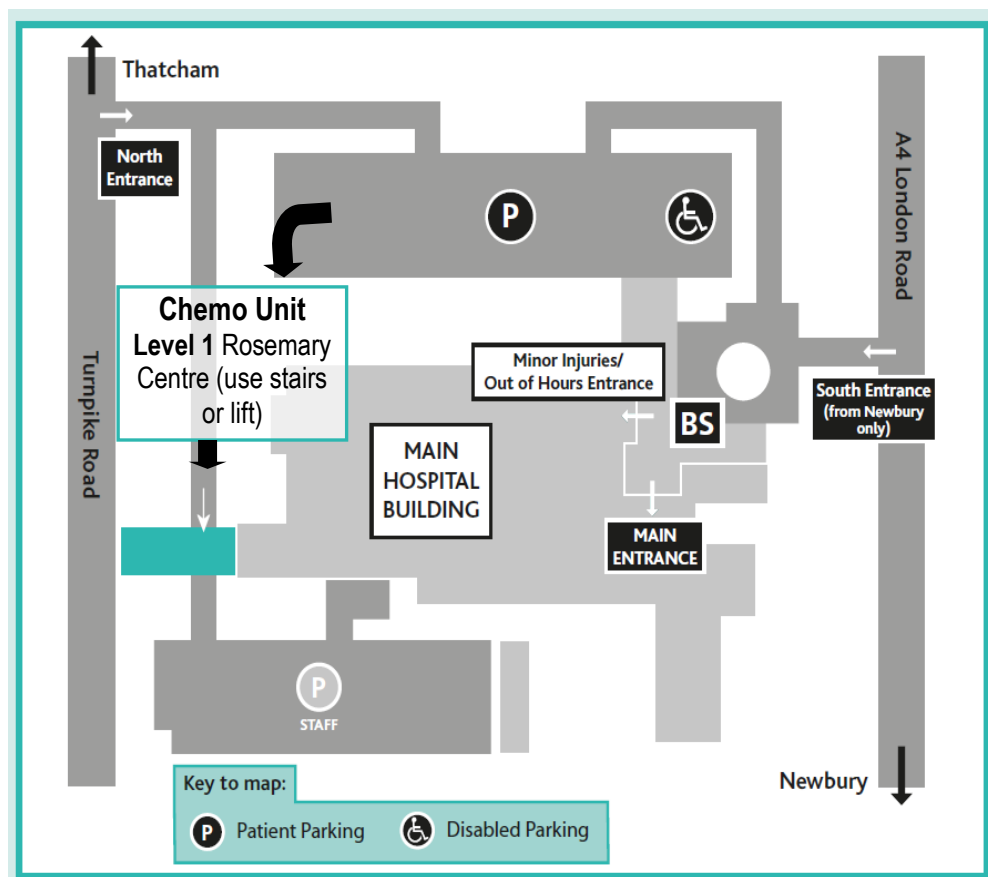 Thatcham
North
Entrance
P
A4 London Road
Chemo Unit
Level 1 Rosemary
Centre (use stairs
or lift)
Turnpike Road
Minor Injuries/
Out of Hours Entrance
South Entrance
(from Newbury
only)
BS
MAIN
HOSPITAL
BUILDING
MAIN
ENTRANCE
P
STAFF
Newbury
Key to map:
P Patient Parking
Disabled Parking